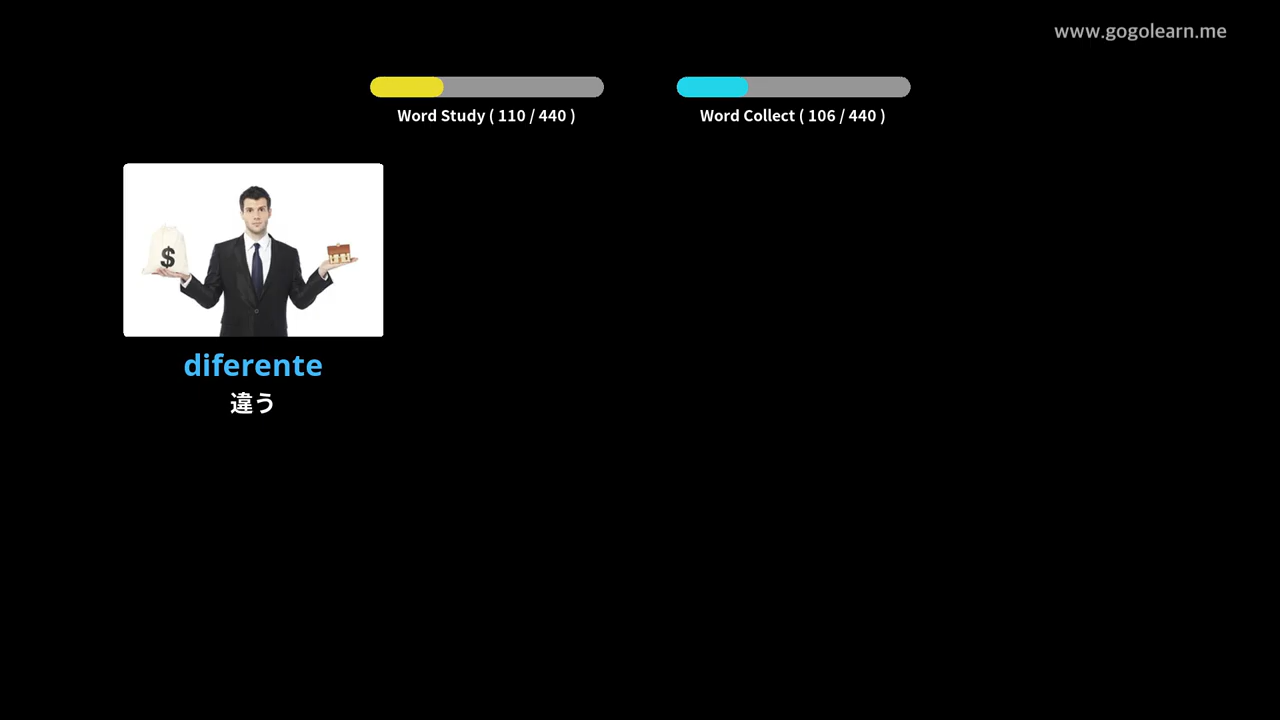 www.gogolearn.me
Word Study ( 110 / 440 )
Word Collect ( 106 / 440 )
$
diferente
違う